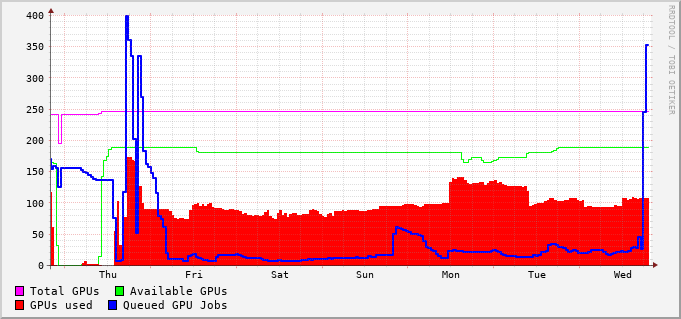 400
350
300
250
200
150
100
50
0
Thu Fri Sat Sun Mon Tue Wed
RRDTOOL / TOBI OETIKER
Total GPUs Available GPUs
GPUs used Queued GPU Jobs